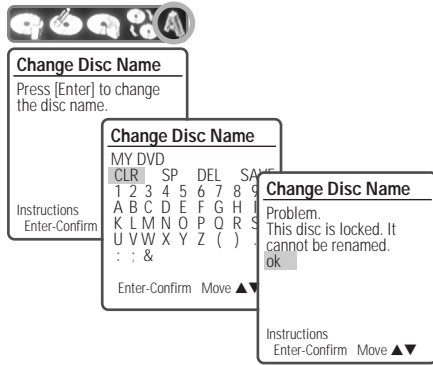 A
Change Disc Name
Press [Enter] to change
the disc name.
Instructions
Enter-Confirm
Change Disc Name
MY DVD
CLR SP DEL SAVE
1 2 3 4 5 6 7 8 9
A B C D E F G H I
K L M N O P Q R S
U V W X Y Z ( ) .
: ; &
Enter-Confirm Move ▲▼
Change Disc Name
Problem.
This disc is locked. It
cannot be renamed.
ok
Instructions
Enter-Confirm Move ▲▼